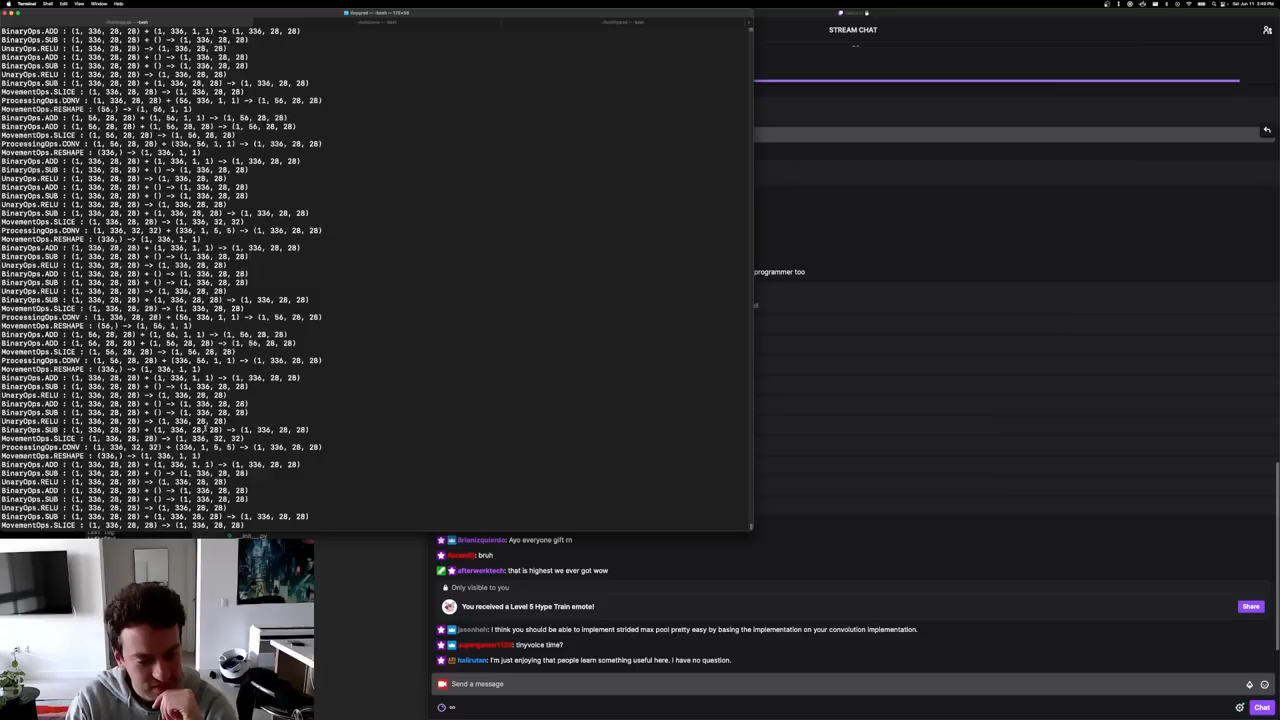 Terminal Shell Edit View Window Help
Sat Jun 11 2:49 PM
STREAM CHAT
BinaryOps.ADD : (1, 336, 28, 28) + (1, 336, 1, 1) -> (1, 336, 28, 28)
BinaryOps.SUB : (1, 336, 28, 28) + () -> (1, 336, 28, 28)
UnaryOps.RELU : (1, 336, 28, 28) -> (1, 336, 28, 28)
BinaryOps.ADD : (1, 336, 28, 28) + () -> (1, 336, 28, 28)
BinaryOps.SUB : (1, 336, 28, 28) + () -> (1, 336, 28, 28)
UnaryOps.RELU : (1, 336, 28, 28) -> (1, 336, 28, 28)
BinaryOps.SUB : (1, 336, 28, 28) + (1, 336, 28, 28) -> (1, 336, 28, 28)
MovementOps.SLICE : (1, 336, 28, 28) -> (1, 336, 28, 28)
ProcessingOps.CONV : (1, 336, 28, 28) + (56, 336, 1, 1) -> (1, 56, 28, 28)
MovementOps.RESHAPE : (56,) -> (1, 56, 1, 1)
BinaryOps.ADD : (1, 56, 28, 28) + (1, 56, 1, 1) -> (1, 56, 28, 28)
BinaryOps.ADD : (1, 56, 28, 28) + (1, 56, 28, 28) -> (1, 56, 28, 28)
MovementOps.SLICE : (1, 56, 28, 28) -> (1, 56, 28, 28)
ProcessingOps.CONV : (1, 56, 28, 28) + (336, 56, 1, 1) -> (1, 336, 28, 28)
MovementOps.RESHAPE : (336,) -> (1, 336, 1, 1)
BinaryOps.ADD : (1, 336, 28, 28) + (1, 336, 1, 1) -> (1, 336, 28, 28)
BinaryOps.SUB : (1, 336, 28, 28) + () -> (1, 336, 28, 28)
UnaryOps.RELU : (1, 336, 28, 28) -> (1, 336, 28, 28)
BinaryOps.ADD : (1, 336, 28, 28) + () -> (1, 336, 28, 28)
BinaryOps.SUB : (1, 336, 28, 28) + () -> (1, 336, 28, 28)
UnaryOps.RELU : (1, 336, 28, 28) -> (1, 336, 28, 28)
BinaryOps.SUB : (1, 336, 28, 28) + (1, 336, 28, 28) -> (1, 336, 28, 28)
MovementOps.SLICE : (1, 336, 28, 28) -> (1, 336, 32, 32)
ProcessingOps.CONV : (1, 336, 32, 32) + (336, 1, 5, 5) -> (1, 336, 28, 28)
MovementOps.RESHAPE : (336,) -> (1, 336, 1, 1)
BinaryOps.ADD : (1, 336, 28, 28) + (1, 336, 1, 1) -> (1, 336, 28, 28)
BinaryOps.SUB : (1, 336, 28, 28) + () -> (1, 336, 28, 28)
UnaryOps.RELU : (1, 336, 28, 28) -> (1, 336, 28, 28)
BinaryOps.ADD : (1, 336, 28, 28) + () -> (1, 336, 28, 28)
BinaryOps.SUB : (1, 336, 28, 28) + () -> (1, 336, 28, 28)
UnaryOps.RELU : (1, 336, 28, 28) -> (1, 336, 28, 28)
BinaryOps.SUB : (1, 336, 28, 28) + (1, 336, 28, 28) -> (1, 336, 28, 28)
MovementOps.SLICE : (1, 336, 28, 28) -> (1, 336, 28, 28)
ProcessingOps.CONV : (1, 336, 28, 28) + (56, 336, 1, 1) -> (1, 56, 28, 28)
MovementOps.RESHAPE : (56,) -> (1, 56, 1, 1)
BinaryOps.ADD : (1, 56, 28, 28) + (1, 56, 1, 1) -> (1, 56, 28, 28)
BinaryOps.ADD : (1, 56, 28, 28) + (1, 56, 28, 28) -> (1, 56, 28, 28)
MovementOps.SLICE : (1, 56, 28, 28) -> (1, 56, 28, 28)
ProcessingOps.CONV : (1, 56, 28, 28) + (336, 56, 1, 1) -> (1, 336, 28, 28)
MovementOps.RESHAPE : (336,) -> (1, 336, 1, 1)
BinaryOps.ADD : (1, 336, 28, 28) + (1, 336, 1, 1) -> (1, 336, 28, 28)
BinaryOps.SUB : (1, 336, 28, 28) + () -> (1, 336, 28, 28)
UnaryOps.RELU : (1, 336, 28, 28) -> (1, 336, 28, 28)
BinaryOps.ADD : (1, 336, 28, 28) + () -> (1, 336, 28, 28)
BinaryOps.SUB : (1, 336, 28, 28) + () -> (1, 336, 28, 28)
UnaryOps.RELU : (1, 336, 28, 28) -> (1, 336, 28, 28)
BinaryOps.SUB : (1, 336, 28, 28) + (1, 336, 28, 28) -> (1, 336, 28, 28)
MovementOps.SLICE : (1, 336, 28, 28) -> (1, 336, 32, 32)
ProcessingOps.CONV : (1, 336, 32, 32) + (336, 1, 5, 5) -> (1, 336, 28, 28)
MovementOps.RESHAPE : (336,) -> (1, 336, 1, 1)
BinaryOps.ADD : (1, 336, 28, 28) + (1, 336, 1, 1) -> (1, 336, 28, 28)
BinaryOps.SUB : (1, 336, 28, 28) + () -> (1, 336, 28, 28)
UnaryOps.RELU : (1, 336, 28, 28) -> (1, 336, 28, 28)
BinaryOps.ADD : (1, 336, 28, 28) + () -> (1, 336, 28, 28)
BinaryOps.SUB : (1, 336, 28, 28) + () -> (1, 336, 28, 28)
UnaryOps.RELU : (1, 336, 28, 28) -> (1, 336, 28, 28)
BinaryOps.SUB : (1, 336, 28, 28) + (1, 336, 28, 28) -> (1, 336, 28, 28)
MovementOps.SLICE : (1, 336, 28, 28) -> (1, 336, 28, 28)
programmer too
Brianizquierdo: Ayo everyone gift rn
bruh
afterworktech: that is highest we ever got wow
Only visible to you
You received a Level 5 Hype Train emote!
Share
jasonheh: I think you should be able to implement strided max pool pretty easy by basing the implementation on your convolution implementation.
tinyvoice time?
halirutan: I'm just enjoying that people learn something useful here. I have no question.
Send a message
Chat